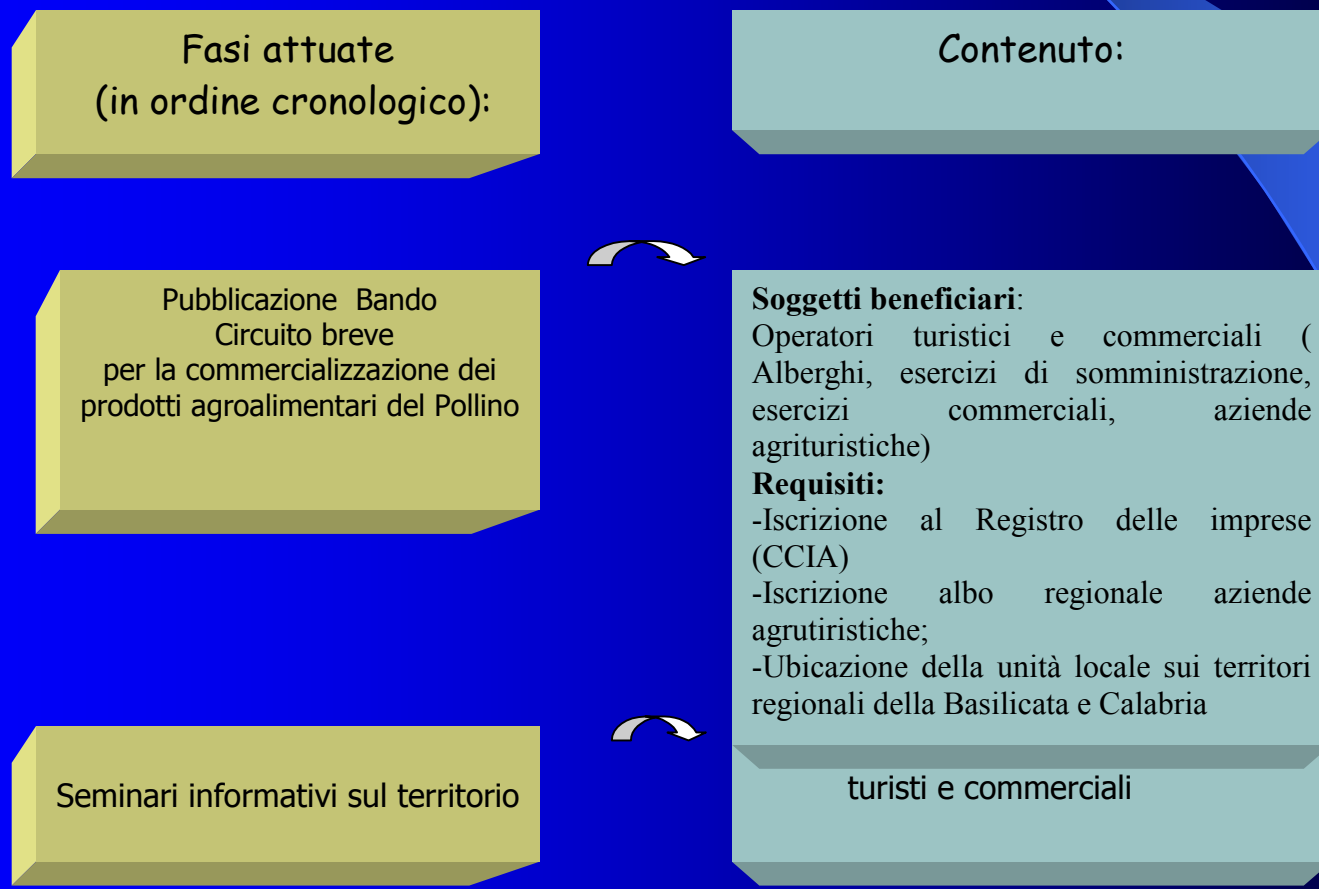 Fasi attuate
(in ordine cronologico):
Contenuto:
Pubblicazione Bando
Circuito breve
per la commercializzazione dei
prodotti agroalimentari del Pollino
Soggetti beneficiari:
Operatori turistici e commerciali (
Alberghi, esercizi di somministrazione,
esercizi commerciali, aziende
agrituristiche)
Requisiti:
-Iscrizione al Registro delle imprese
(CCIA)
-Iscrizione albo regionale aziende
agrutiristiche;
-Ubicazione della unità locale sui territori
regionali della Basilicata e Calabria
Seminari informativi sul territorio
turisti e commerciali